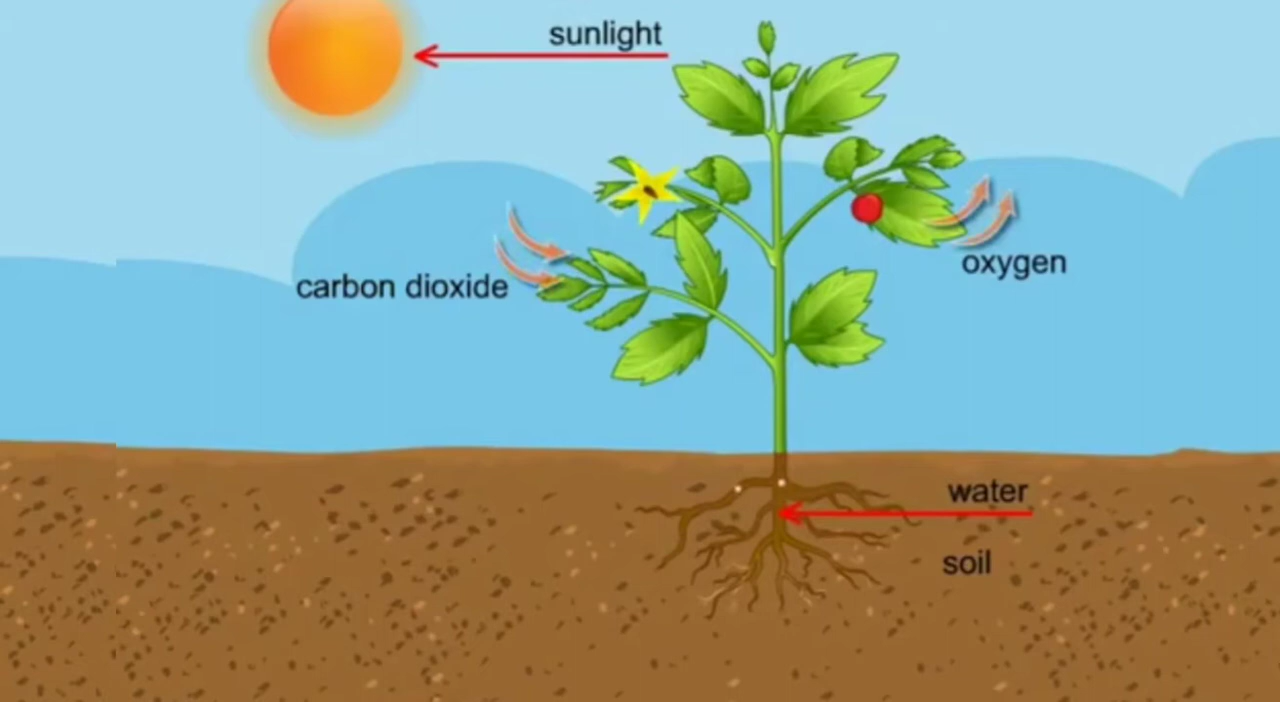 sunlight
carbon dioxide
oxygen
water
soil